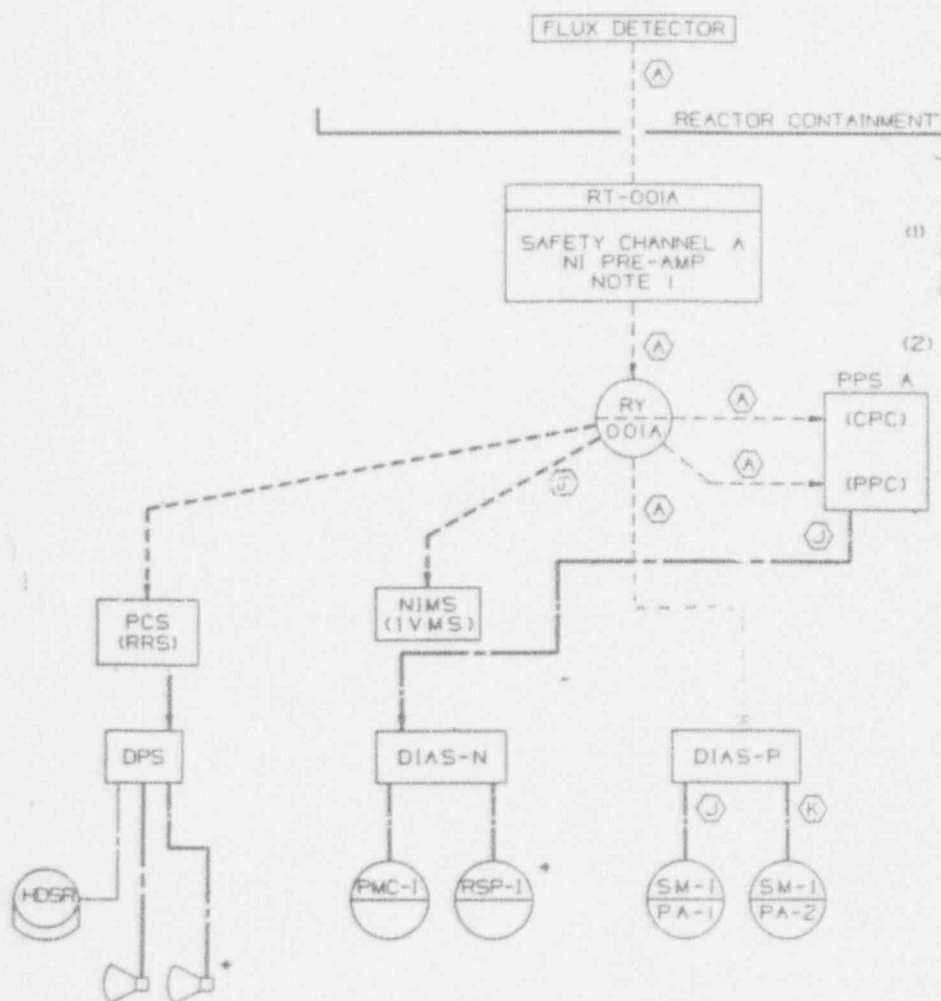 FLUX DETECTOR
A
REACTOR CONTAINMENT
RT-001A
SAFETY CHANNEL A
NI PRE-AMP
NOTE 1
(1)
A
(2)
PPS A
RY
001A
A
(CPC)
A
(PPC)
J
A
J
PCS
(RRS)
NIMS
(IVMS)
DPS
DIAS-N
DIAS-P
J
K
HDSR
PMC-1
RSP-1
*
SM-1
PA-1
SM-1
PA-2
*